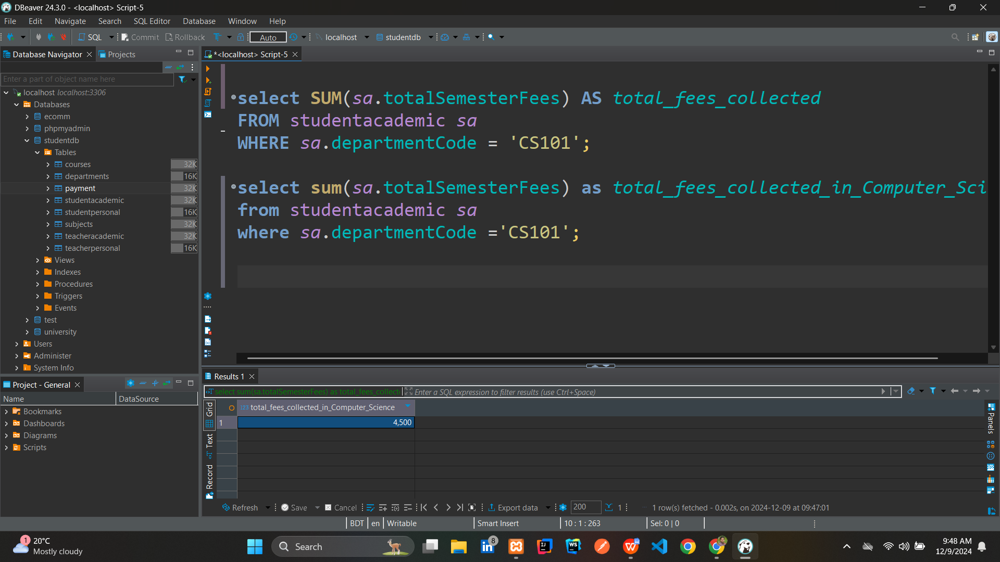 DBeaver 24.3.0 - <localhost> Script-5
File Edit Navigate Search SQL Editor Database Window Help
SQL Commit Rollback Auto localhost studentdb
Database Navigator Projects
Enter a part of object name here
localhost localhost:3306
Databases
ecomm
phpmyadmin
studentdb
Tables
courses 32K
departments 16K
payment 32K
studentacademic 32K
studentpersonal 16K
subjects 32K
teacheracademic 32K
teacherpersonal 16K
Views
Indexes
Procedures
Triggers
Events
test
university
Users
Administer
System Info
Project - General
Name DataSource
Bookmarks
Dashboards
Diagrams
Scripts
*<localhost> Script-5
select SUM(sa.totalSemesterFees) AS total_fees_collected
FROM studentacademic sa
WHERE sa.departmentCode = 'CS101';
select sum(sa.totalSemesterFees) as total_fees_collected_in_Computer_Sci
from studentacademic sa
where sa.departmentCode ='CS101';
Results 1
select sum(sa.totalSemesterFees) as total_fees_collecte Enter a SQL expression to filter results (use Ctrl+Space)
Grid
Text
Record
123 total_fees_collected_in_Computer_Science
1 4,500
Panels
Refresh Save Cancel Export data 200 1 1 row(s) fetched - 0.002s, on 2024-12-09 at 09:47:01
BDT en Writable Smart Insert 10 : 1 : 263 Sel: 0 | 0
1
20°C
Mostly cloudy
Search
8
9:48 AM
12/9/2024